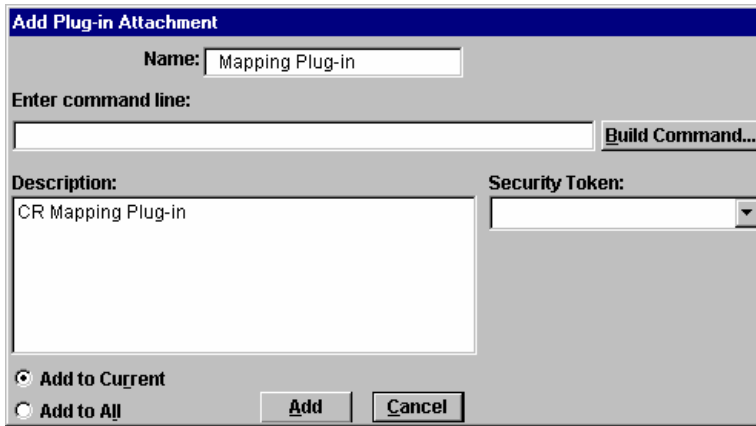 Add Plug-in Attachment
Name: Mapping Plug-in
Enter command line:
Build Command...
Description: Security Token:
CR Mapping Plug-in
Add to Current
Add to All Add Cancel